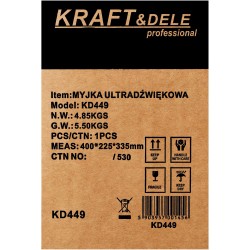 KRAFT&DELE
professional
Item:MYJKA ULTRADŹWIĘKOWA
Model: KD449
N.W.: 4.85KGS
G.W.: 5.50KGS
PCS/CTN: 1PCS
MEAS: 400*225*335mm
CTN NO.: / 530
KEEP UP
HANDLE WITH CARE
FRAGILE
KEEP DRY
KD449
KD449